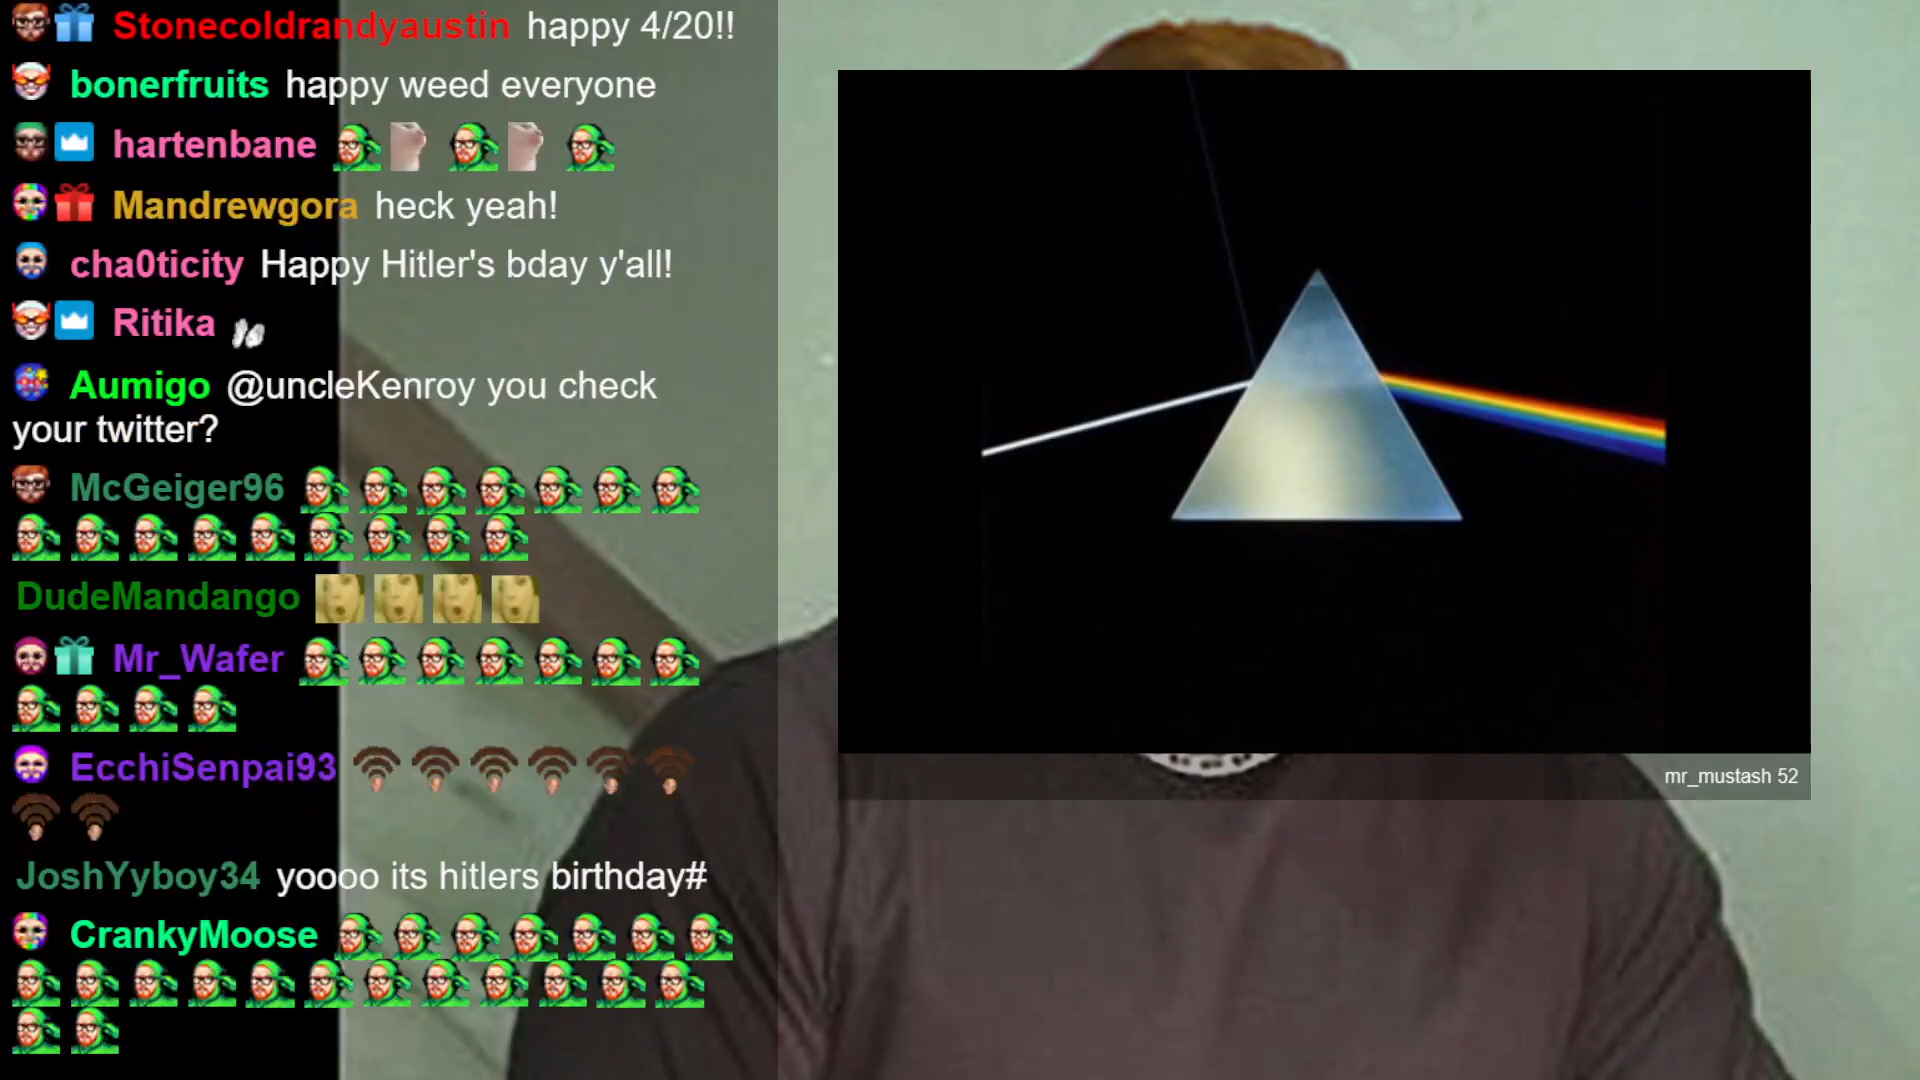 Stonecoldrandyaustin happy 4/20!!
bonerfruits happy weed everyone
hartenbane
Mandrewgora heck yeah!
cha0ticity Happy Hitler's bday y'all!
Ritika
Aumigo @uncleKenroy you check
your twitter?
McGeiger96
DudeMandango
Mr_Wafer
EcchiSenpai93
JoshYyboy34 yoooo its hitlers birthday#
CrankyMoose
mr_mustash 52